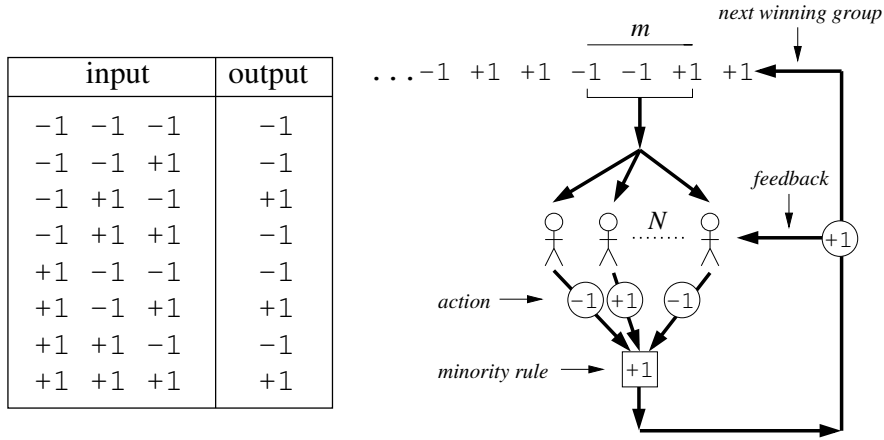 input output
-1 -1 -1 -1
-1 -1 +1 -1
-1 +1 -1 +1
-1 +1 +1 -1
+1 -1 -1 -1
+1 -1 +1 +1
+1 +1 -1 -1
+1 +1 +1 +1
next winning group
m
...-1 +1 +1 -1 -1 +1 +1
feedback
N
+1
action
-1 +1 -1
minority rule
+1